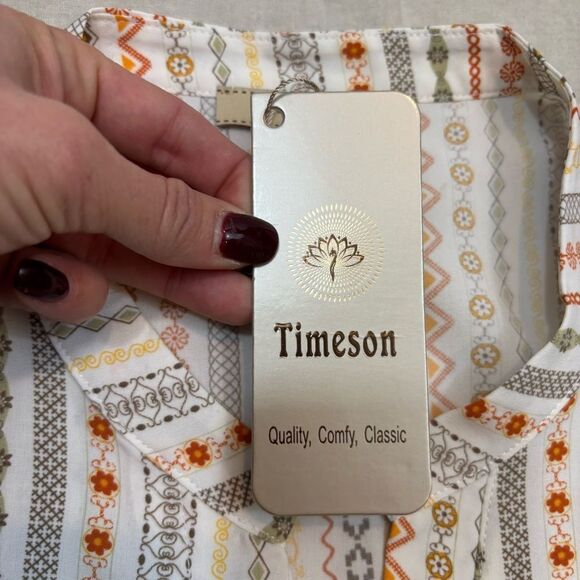 Timeson
Quality, Comfy, Classic